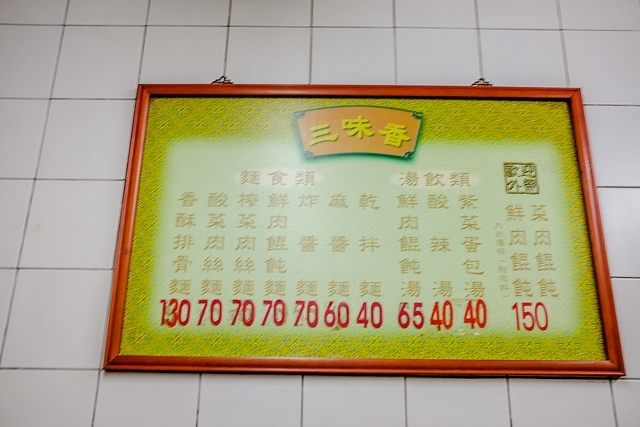 三味香
麵食類
香酥排骨麵
130
酸菜肉絲麵
70
榨菜肉絲麵
70
鮮肉餛飩麵
70
炸醬麵
70
麻醬麵
60
乾拌麵
40
湯飲類
鮮肉餛飩湯
65
酸辣湯
40
紫菜蛋包湯
40
鮮肉餛飩
菜肉餛飩
150